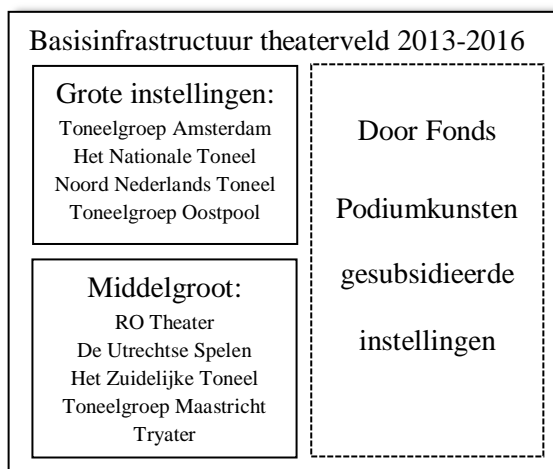 Basisinfrastructuur theaterveld 2013-2016
Grote instellingen:
Toneelgroep Amsterdam
Het Nationale Toneel
Noord Nederlands Toneel
Toneelgroep Oostpool
Middelgroot:
RO Theater
De Utrechtse Spelen
Het Zuidelijke Toneel
Toneelgroep Maastricht
Tryater
Door Fonds
Podiumkunsten
gesubsidieerde
instellingen